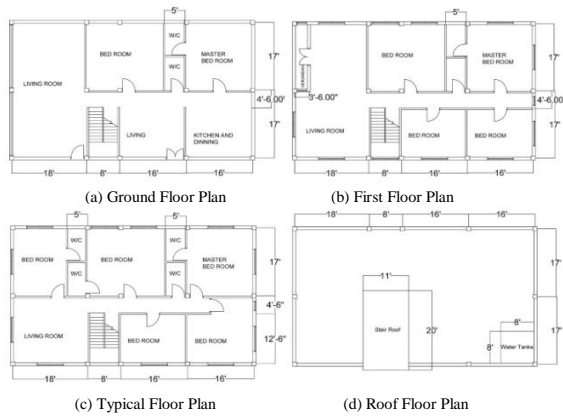 5'
W/C
BED ROOM
MASTER
BED ROOM
17'
W/C
LIVING ROOM
4'-6.00'
LIVING
KITCHEN AND
DINNING
17'
18'
8'
16'
16'
(a) Ground Floor Plan
5'
BED ROOM
MASTER
BED ROOM
17'
VERANDAH
3'-6.00"
4'-6.00"
LIVING ROOM
BED ROOM
BED ROOM
17'
18'
8'
16'
16'
(b) First Floor Plan
5'
5'
BED ROOM
W/C
BED ROOM
W/C
MASTER
BED ROOM
17'
W/C
W/C
4'-6"
LIVING ROOM
BED ROOM
BED ROOM
12'-6"
18'
8'
16'
16'
(c) Typical Floor Plan
18'
8'
16'
16'
17'
11'
Stair Roof
20'
8'
8'
Water Tanks
17'
(d) Roof Floor Plan